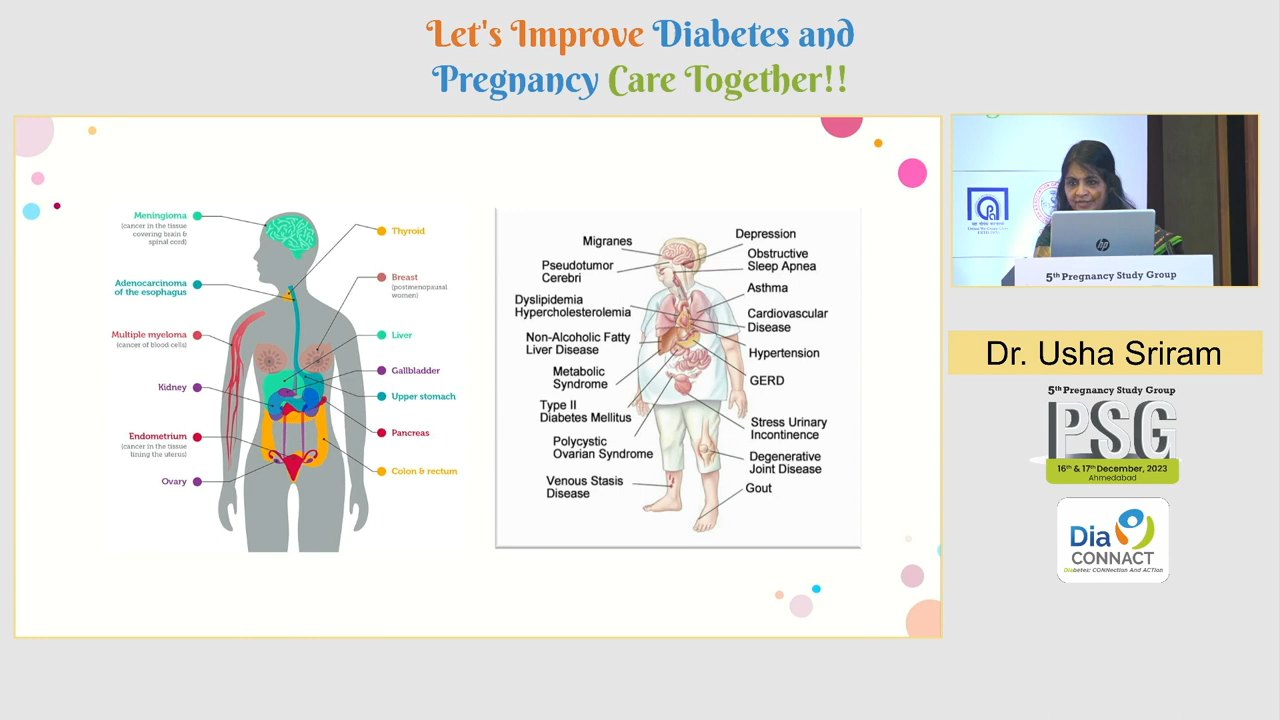 Let's Improve Diabetes and
Pregnancy Care Together!!
Meningioma
(cancer in the tissue
covering brain &
spinal cord)
Adenocarcinoma
of the esophagus
Multiple myeloma
(cancer of blood cells)
Kidney
Endometrium
(cancer in the tissue
lining the uterus)
Ovary
Thyroid
Breast
(postmenopausal
women)
Liver
Gallbladder
Upper stomach
Pancreas
Colon & rectum
Migranes
Pseudotumor
Cerebri
Dyslipidemia
Hypercholesterolemia
Non-Alcoholic Fatty
Liver Disease
Metabolic
Syndrome
Type II
Diabetes Mellitus
Polycystic
Ovarian Syndrome
Venous Stasis
Disease
Depression
Obstructive
Sleep Apnea
Asthma
Cardiovascular
Disease
Hypertension
GERD
Stress Urinary
Incontinence
Degenerative
Joint Disease
Gout
hp
5th Pregnancy Study Group
Dr. Usha Sriram
5th Pregnancy Study Group
PSG
16th & 17th December, 2023
Ahmedabad
Dia
CONNACT
Diabetes: CONNection And ACTion